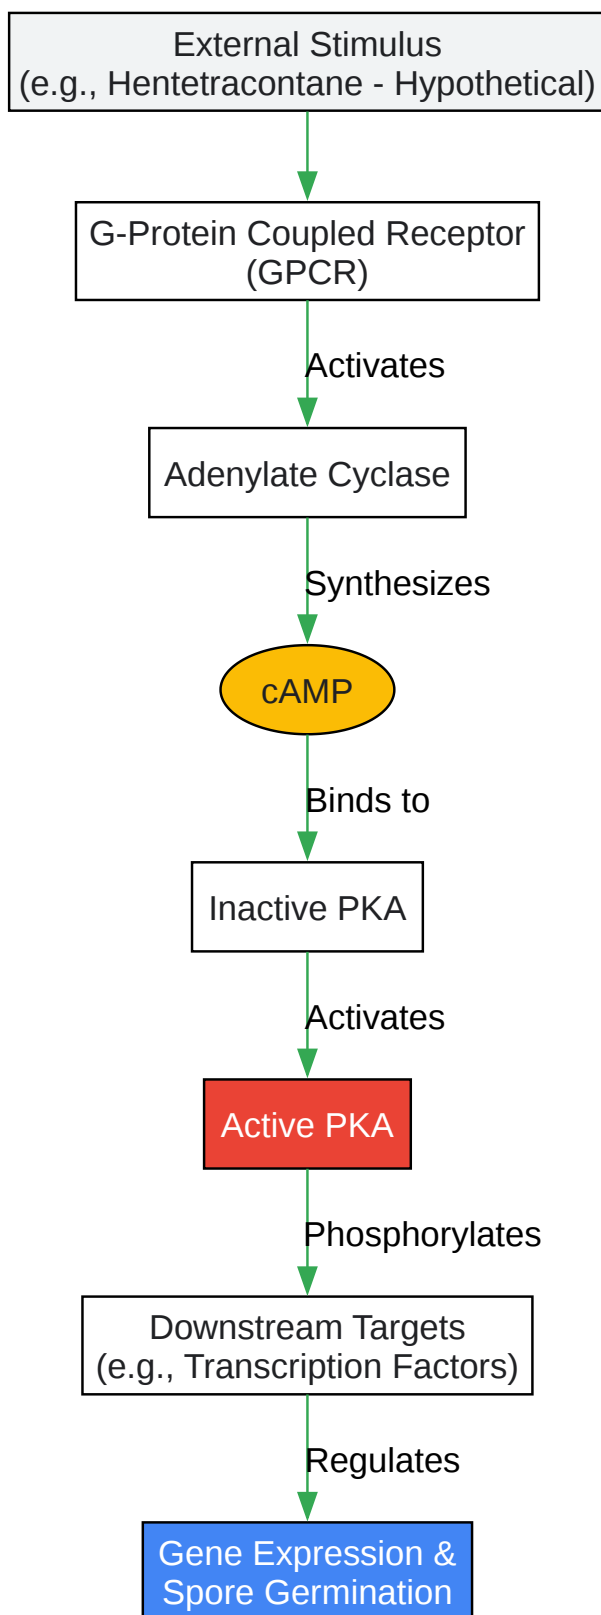 External Stimulus
(e.g., Hentetracontane - Hypothetical)
G-Protein Coupled Receptor
(GPCR)
Activates
Adenylate Cyclase
Synthesizes
cAMP
Binds to
Inactive PKA
Activates
Active PKA
Phosphorylates
Downstream Targets
(e.g., Transcription Factors)
Regulates
Gene Expression &
Spore Germination